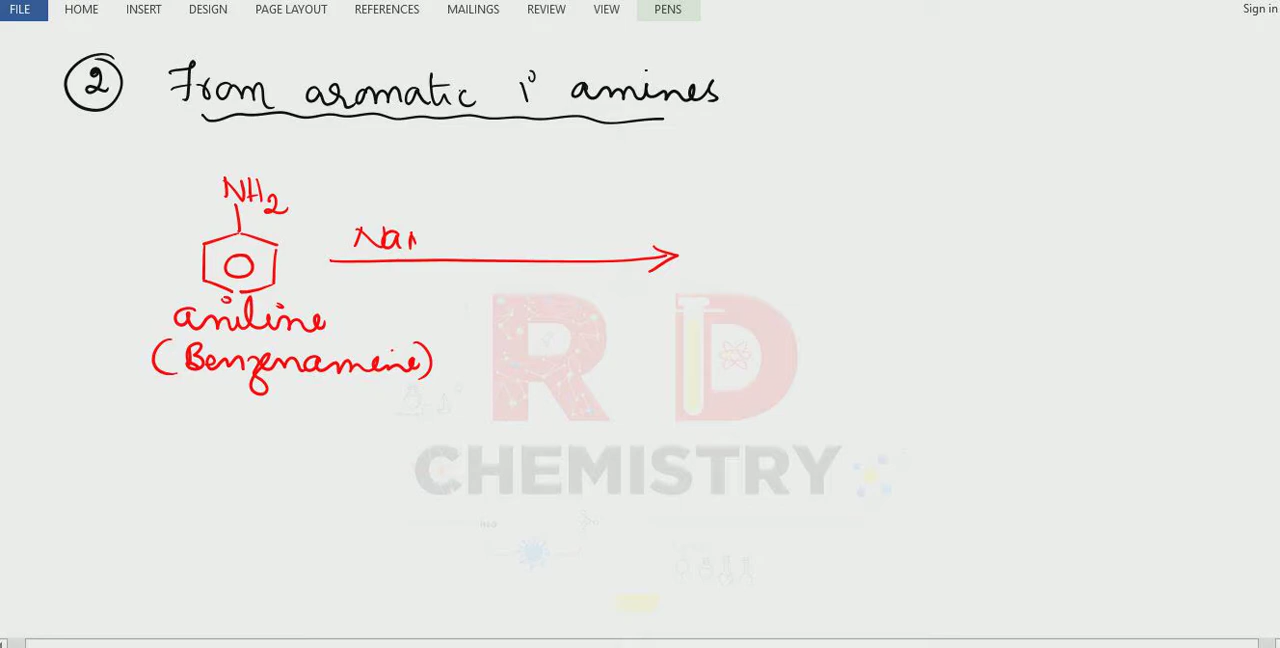 FILE HOME INSERT DESIGN PAGE LAYOUT REFERENCES MAILINGS REVIEW VIEW PENS Sign in
2 From aromatic 1° amines
NH2
Na
aniline
(Benzenamine)
R D
CHEMISTRY